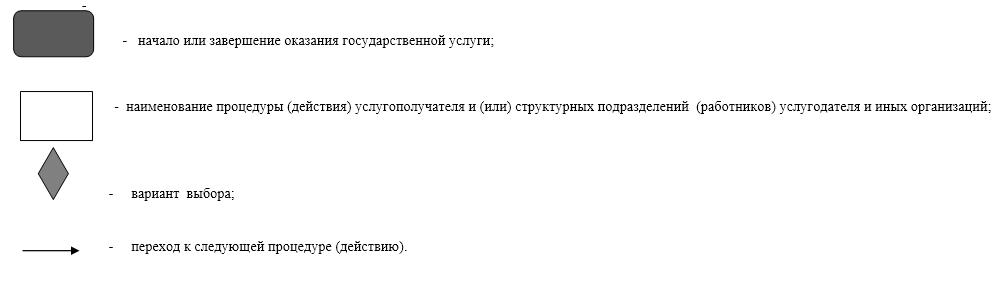 -
- начало или завершение оказания государственной услуги;
- наименование процедуры (действия) услугополучателя и (или) структурных подразделений (работников) услугодателя и иных организаций;
- вариант выбора;
- переход к следующей процедуре (действию).